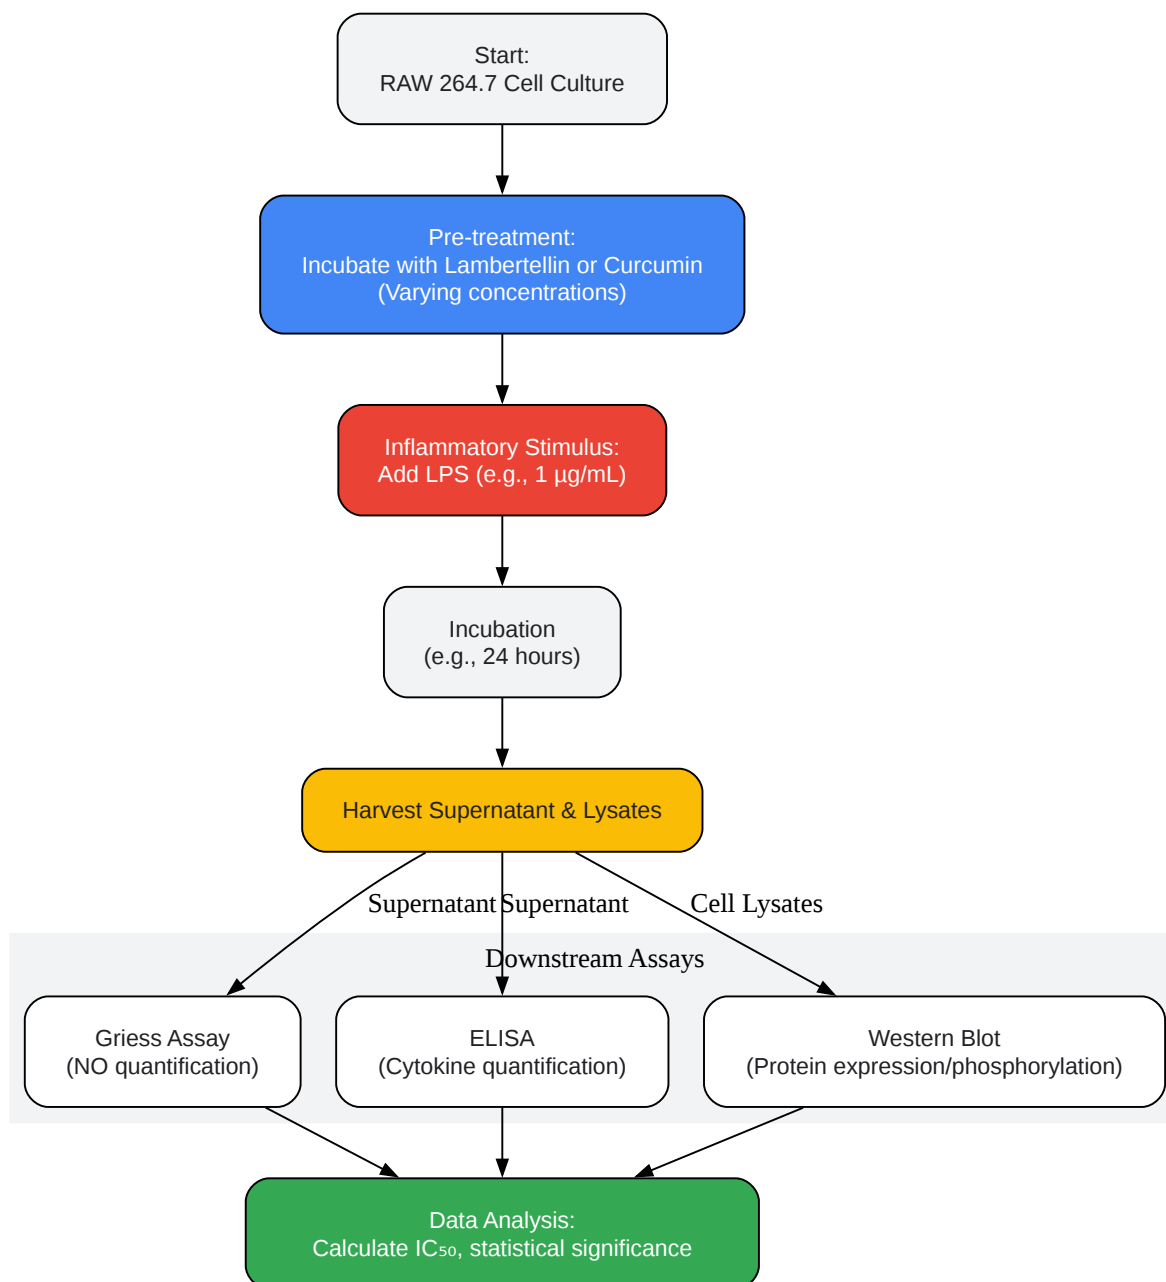 Start:
RAW 264.7 Cell Culture
Pre-treatment:
Incubate with Lambertellin or Curcumin
(Varying concentrations)
Inflammatory Stimulus:
Add LPS (e.g., 1 µg/mL)
Incubation
(e.g., 24 hours)
Harvest Supernatant & Lysates
Supernatant
Supernatant
Cell Lysates
Downstream Assays
Griess Assay
(NO quantification)
ELISA
(Cytokine quantification)
Western Blot
(Protein expression/phosphorylation)
Data Analysis:
Calculate IC₅₀, statistical significance